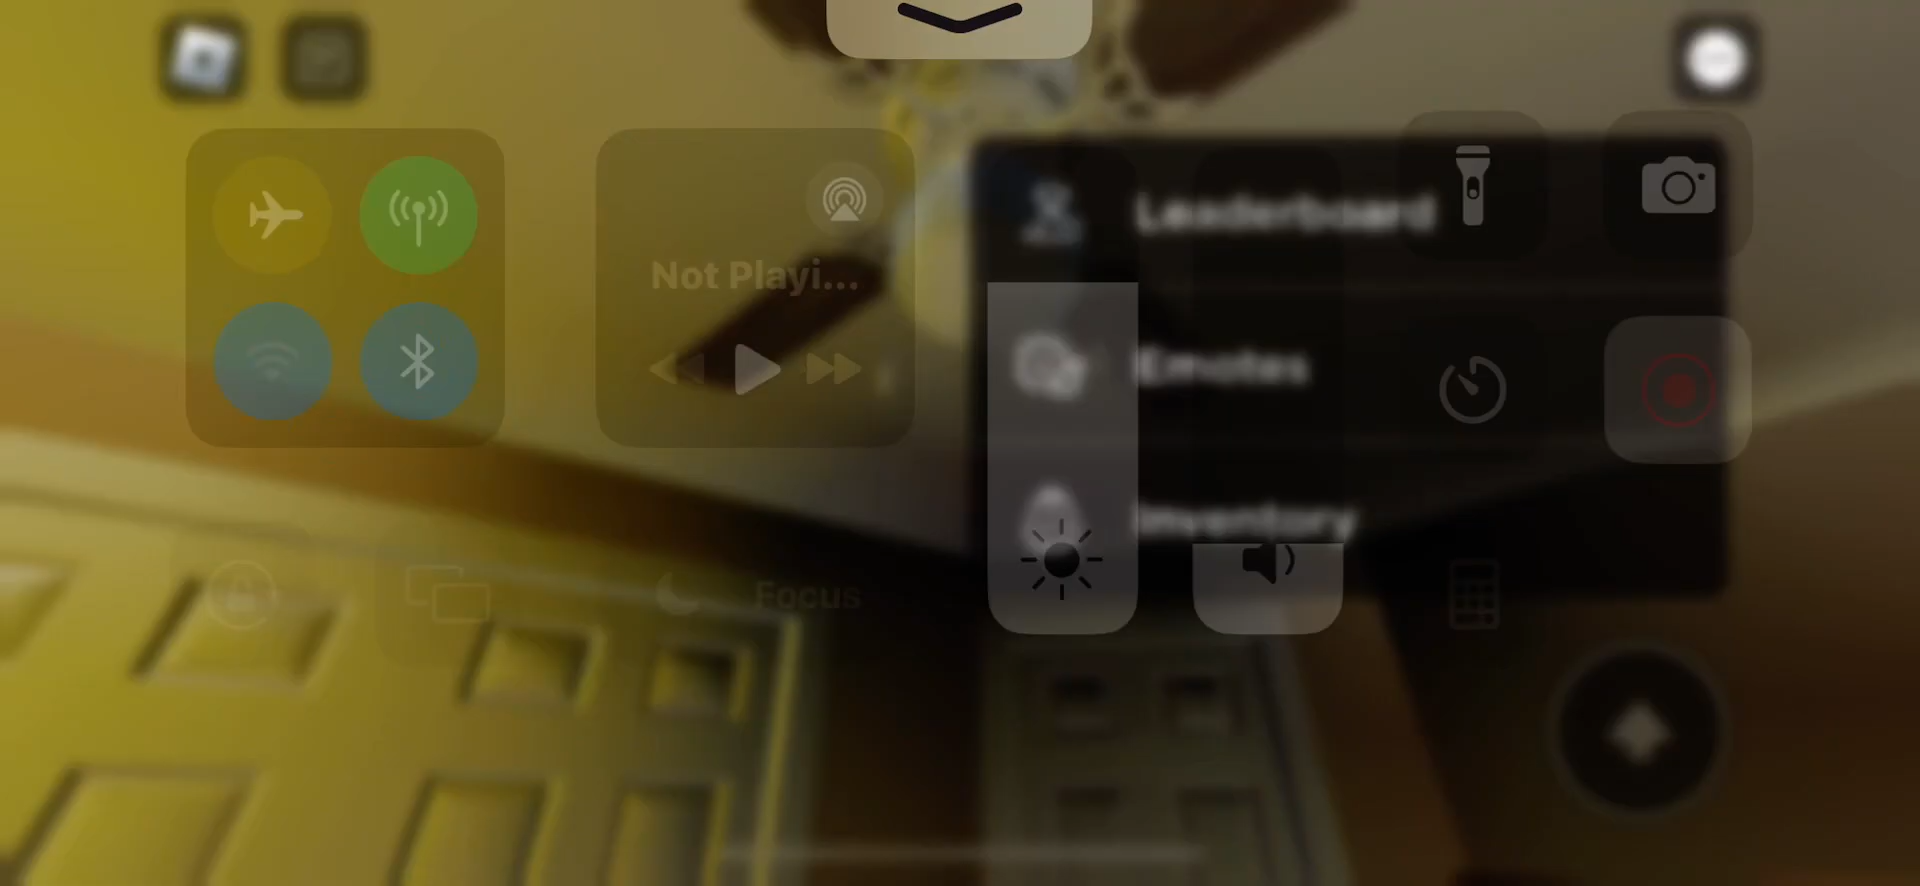 Leaderboard
Not Playi...
Emotes
Inventory
Focus